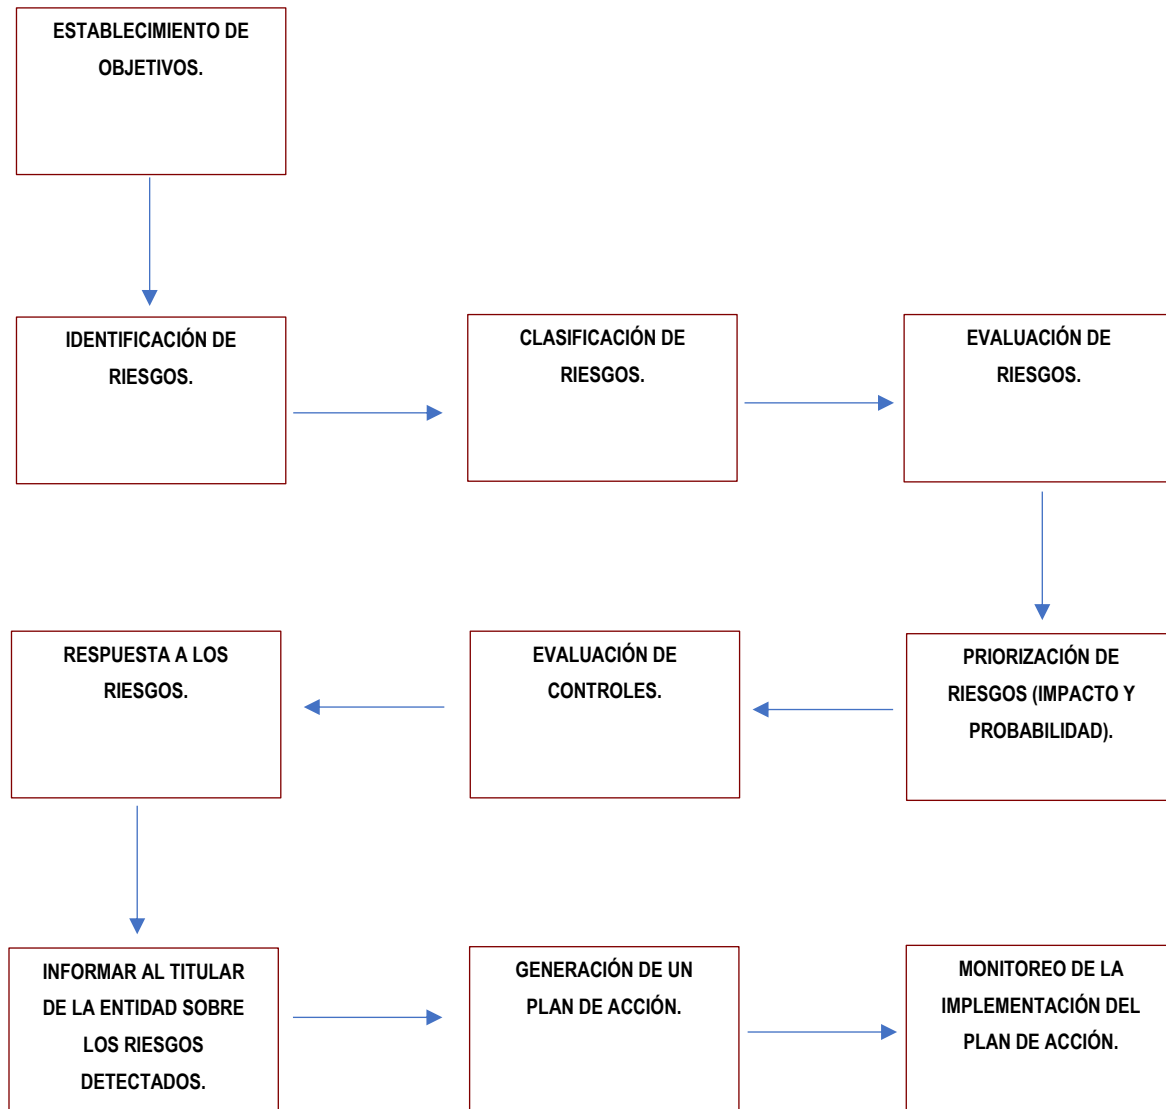 ESTABLECIMIENTO DE
OBJETIVOS.
IDENTIFICACIÓN DE
RIESGOS.
CLASIFICACIÓN DE
RIESGOS.
EVALUACIÓN DE
RIESGOS.
PRIORIZACIÓN DE
RIESGOS (IMPACTO Y
PROBABILIDAD).
EVALUACIÓN DE
CONTROLES.
RESPUESTA A LOS
RIESGOS.
INFORMAR AL TITULAR
DE LA ENTIDAD SOBRE
LOS RIESGOS
DETECTADOS.
GENERACIÓN DE UN
PLAN DE ACCIÓN.
MONITOREO DE LA
IMPLEMENTACIÓN DEL
PLAN DE ACCIÓN.